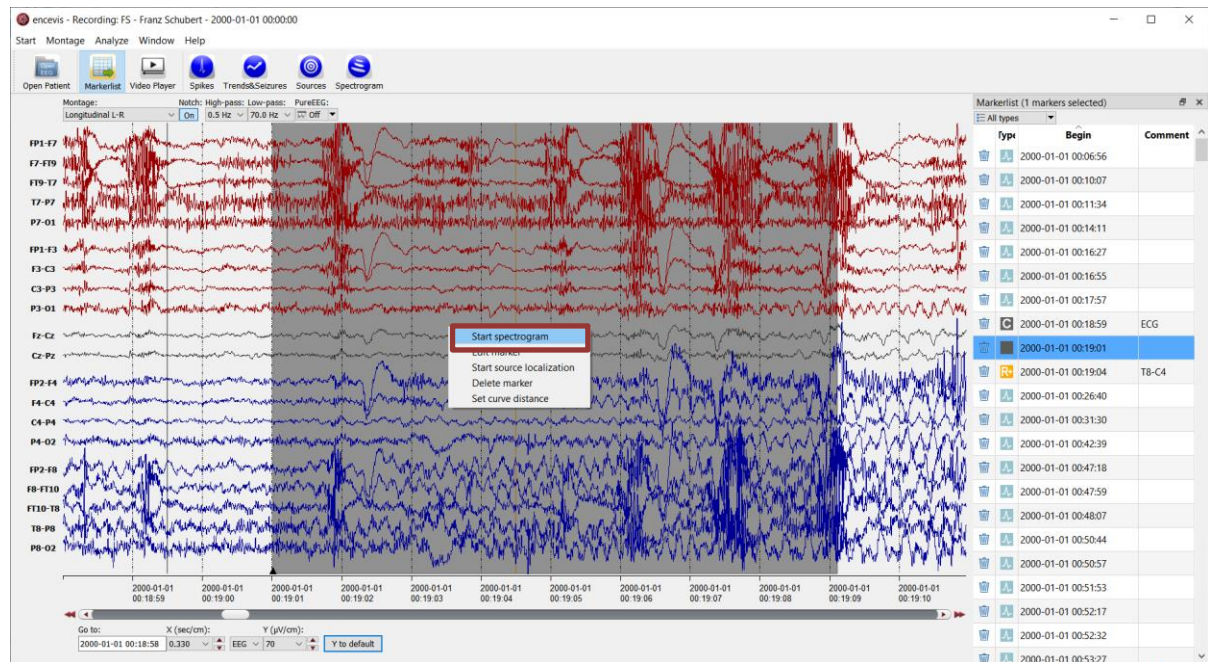 encevis - Recording: FS - Franz Schubert - 2000-01-01 00:00:00
Start Montage Analyze Window Help
Open Patient Markerlist Video Player Spikes Trends&Seizures Sources Spectrogram
Montage: Notch: High-pass: Low-pass: PureEEG:
Longitudinal L-R On 0.5 Hz 70.0 Hz Off
FP1-F7
F7-FT9
FT9-T7
T7-P7
P7-O1
FP1-F3
F3-C3
C3-P3
P3-O1
Fz-Cz
Cz-Pz
FP2-F4
F4-C4
C4-P4
P4-O2
FP2-F8
F8-FT10
FT10-T8
T8-P8
P8-O2
Start spectrogram
Edit marker
Start source localization
Delete marker
Set curve distance
2000-01-01 2000-01-01 2000-01-01 2000-01-01 2000-01-01 2000-01-01 2000-01-01 2000-01-01 2000-01-01 2000-01-01 2000-01-01 2000-01-01
00:18:59 00:19:00 00:19:01 00:19:02 00:19:03 00:19:04 00:19:05 00:19:06 00:19:07 00:19:08 00:19:09 00:19:10
Go to: X (sec/cm): Y (µV/cm):
2000-01-01 00:18:58 0.330 EEG 70 Y to default
Markerlist (1 markers selected)
All types
Type Begin Comment
2000-01-01 00:06:56
2000-01-01 00:10:07
2000-01-01 00:11:34
2000-01-01 00:14:11
2000-01-01 00:16:27
2000-01-01 00:16:55
2000-01-01 00:17:57
C 2000-01-01 00:18:59 ECG
2000-01-01 00:19:01
R+ 2000-01-01 00:19:04 T8-C4
2000-01-01 00:26:40
2000-01-01 00:31:30
2000-01-01 00:42:39
2000-01-01 00:47:18
2000-01-01 00:47:59
2000-01-01 00:48:07
2000-01-01 00:50:44
2000-01-01 00:50:57
2000-01-01 00:51:53
2000-01-01 00:52:17
2000-01-01 00:52:32
2000-01-01 00:53:27